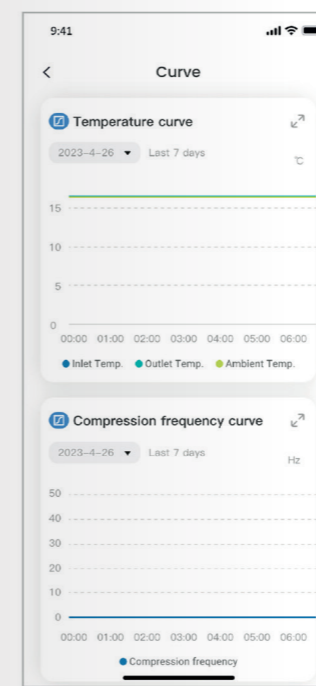 9:41
Curve
Temperature curve
2023-4-26 Last 7 days
℃
15
10
5
0
00:00 01:00 02:00 03:00 04:00 05:00 06:00
Inlet Temp. Outlet Temp. Ambient Temp.
Compression frequency curve
2023-4-26 Last 7 days
Hz
50
40
30
20
10
0
00:00 01:00 02:00 03:00 04:00 05:00 06:00
Compression frequency